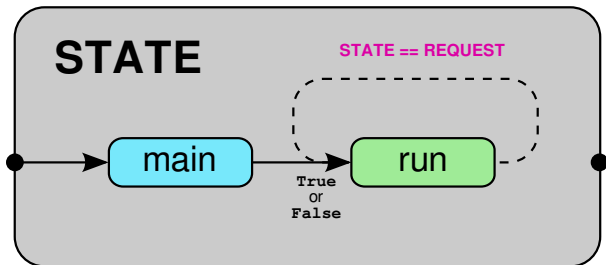 STATE
STATE == REQUEST
main
run
True
or
False